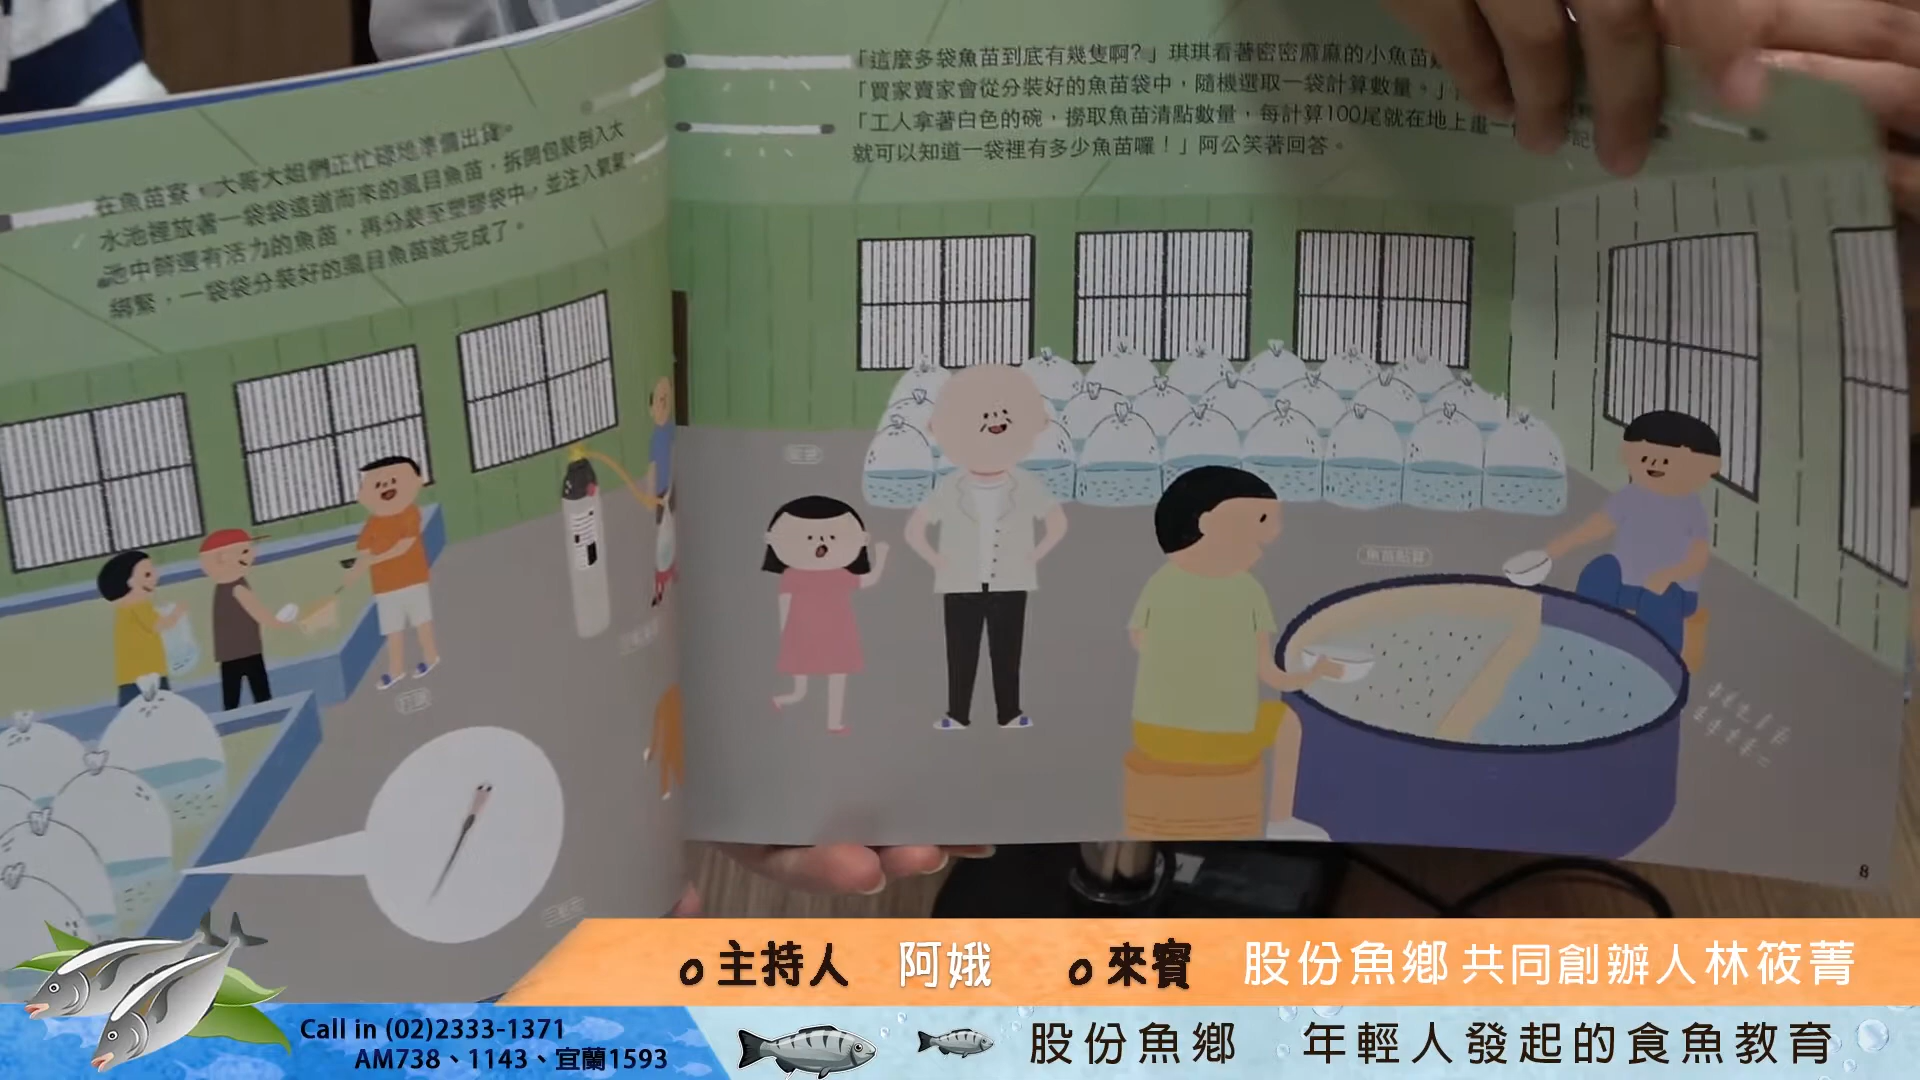 在魚苗寮，大哥大姐們正忙碌地準備出貨。
水池裡放著一袋袋遠道而來的虱目魚苗，拆開包裝倒入大
池中篩選有活力的魚苗，再分裝至塑膠袋中，並注入氧氣，
綁緊，一袋袋分裝好的虱目魚苗就完成了。
「這麼多袋魚苗到底有幾隻啊?」琪琪看著密密麻麻的小魚苗
「買家賣家會從分裝好的魚苗袋中，隨機選取一袋計算數量。」
「工人拿著白色的碗，撈取魚苗清點數量，每計算100尾就在地上畫一
就可以知道一袋裡有多少魚苗囉！」阿公笑著回答。
魚苗點算
8
主持人 阿娥 來賓 股份魚鄉 共同創辦人林筱菁
Call in (02)2333-1371
AM738、1143、宜蘭1593
股份魚鄉 年輕人發起的食魚教育